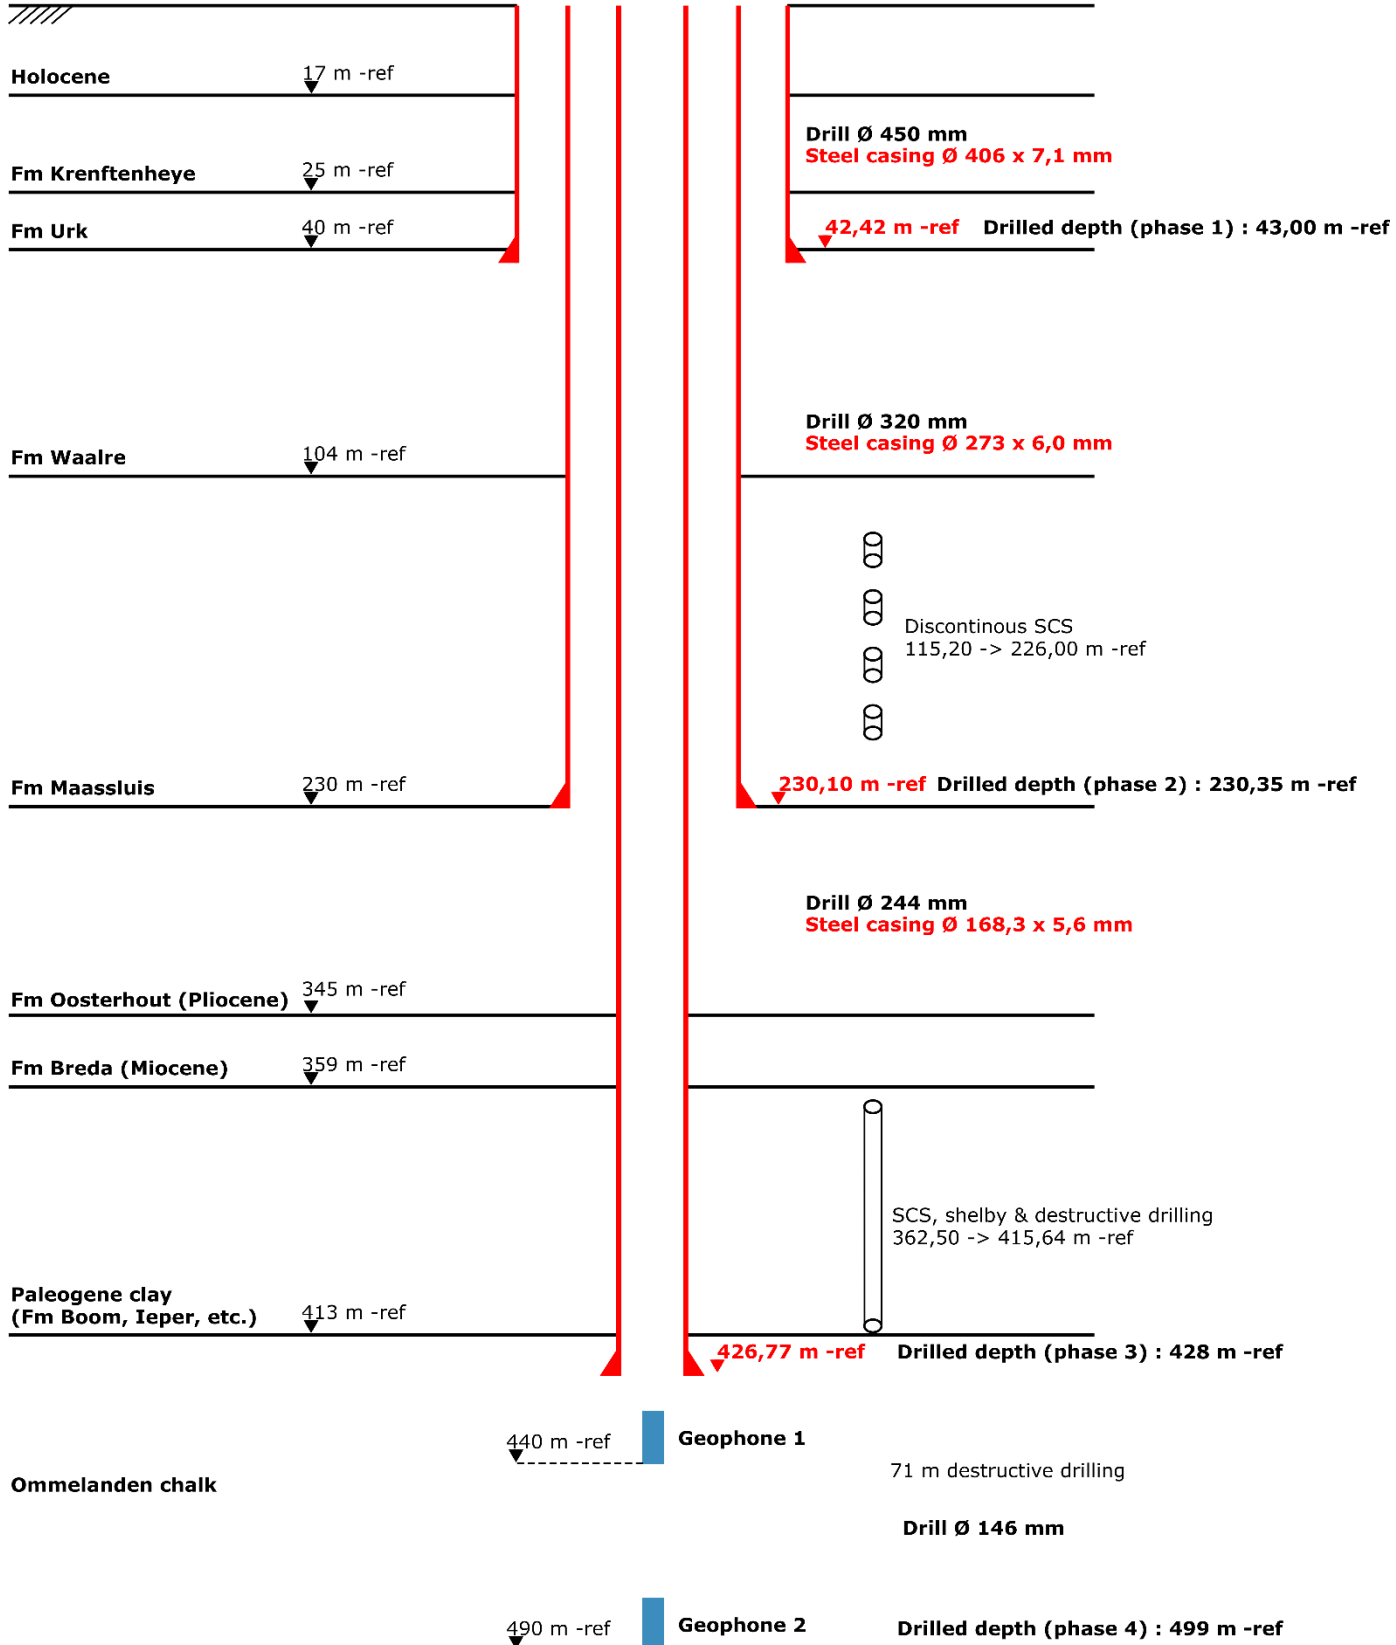 Holocene
17 m -ref
Drill Ø 450 mm
Steel casing Ø 406 x 7,1 mm
Fm Krenftenheye
25 m -ref
Fm Urk
40 m -ref
42,42 m -ref
Drilled depth (phase 1) : 43,00 m -ref
Drill Ø 320 mm
Steel casing Ø 273 x 6,0 mm
Fm Waalre
104 m -ref
Discontinous SCS
115,20 -> 226,00 m -ref
Fm Maassluis
230 m -ref
230,10 m -ref
Drilled depth (phase 2) : 230,35 m -ref
Drill Ø 244 mm
Steel casing Ø 168,3 x 5,6 mm
Fm Oosterhout (Pliocene)
345 m -ref
Fm Breda (Miocene)
359 m -ref
SCS, shelby & destructive drilling
362,50 -> 415,64 m -ref
Paleogene clay
(Fm Boom, Ieper, etc.)
413 m -ref
426,77 m -ref
Drilled depth (phase 3) : 428 m -ref
440 m -ref
Geophone 1
71 m destructive drilling
Ommelanden chalk
Drill Ø 146 mm
490 m -ref
Geophone 2
Drilled depth (phase 4) : 499 m -ref